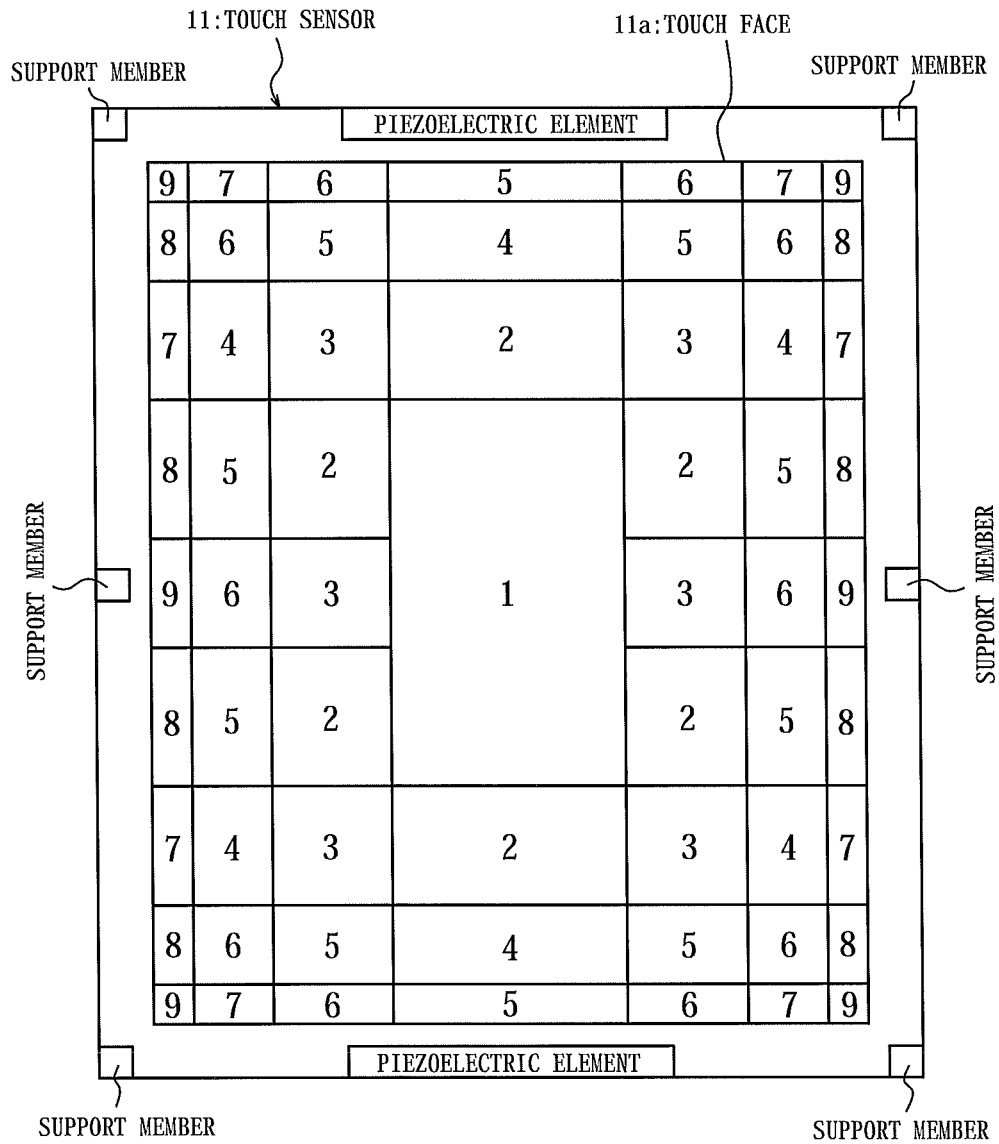 11:TOUCH SENSOR
11a:TOUCH FACE
SUPPORT MEMBER
SUPPORT MEMBER
PIEZOELECTRIC ELEMENT
9 7 6 5 6 7 9
8 6 5 4 5 6 8
7 4 3 2 3 4 7
8 5 2 2 5 8
SUPPORT MEMBER
9 6 3 1 3 6 9
SUPPORT MEMBER
8 5 2 2 5 8
7 4 3 2 3 4 7
8 6 5 4 5 6 8
9 7 6 5 6 7 9
PIEZOELECTRIC ELEMENT
SUPPORT MEMBER
SUPPORT MEMBER